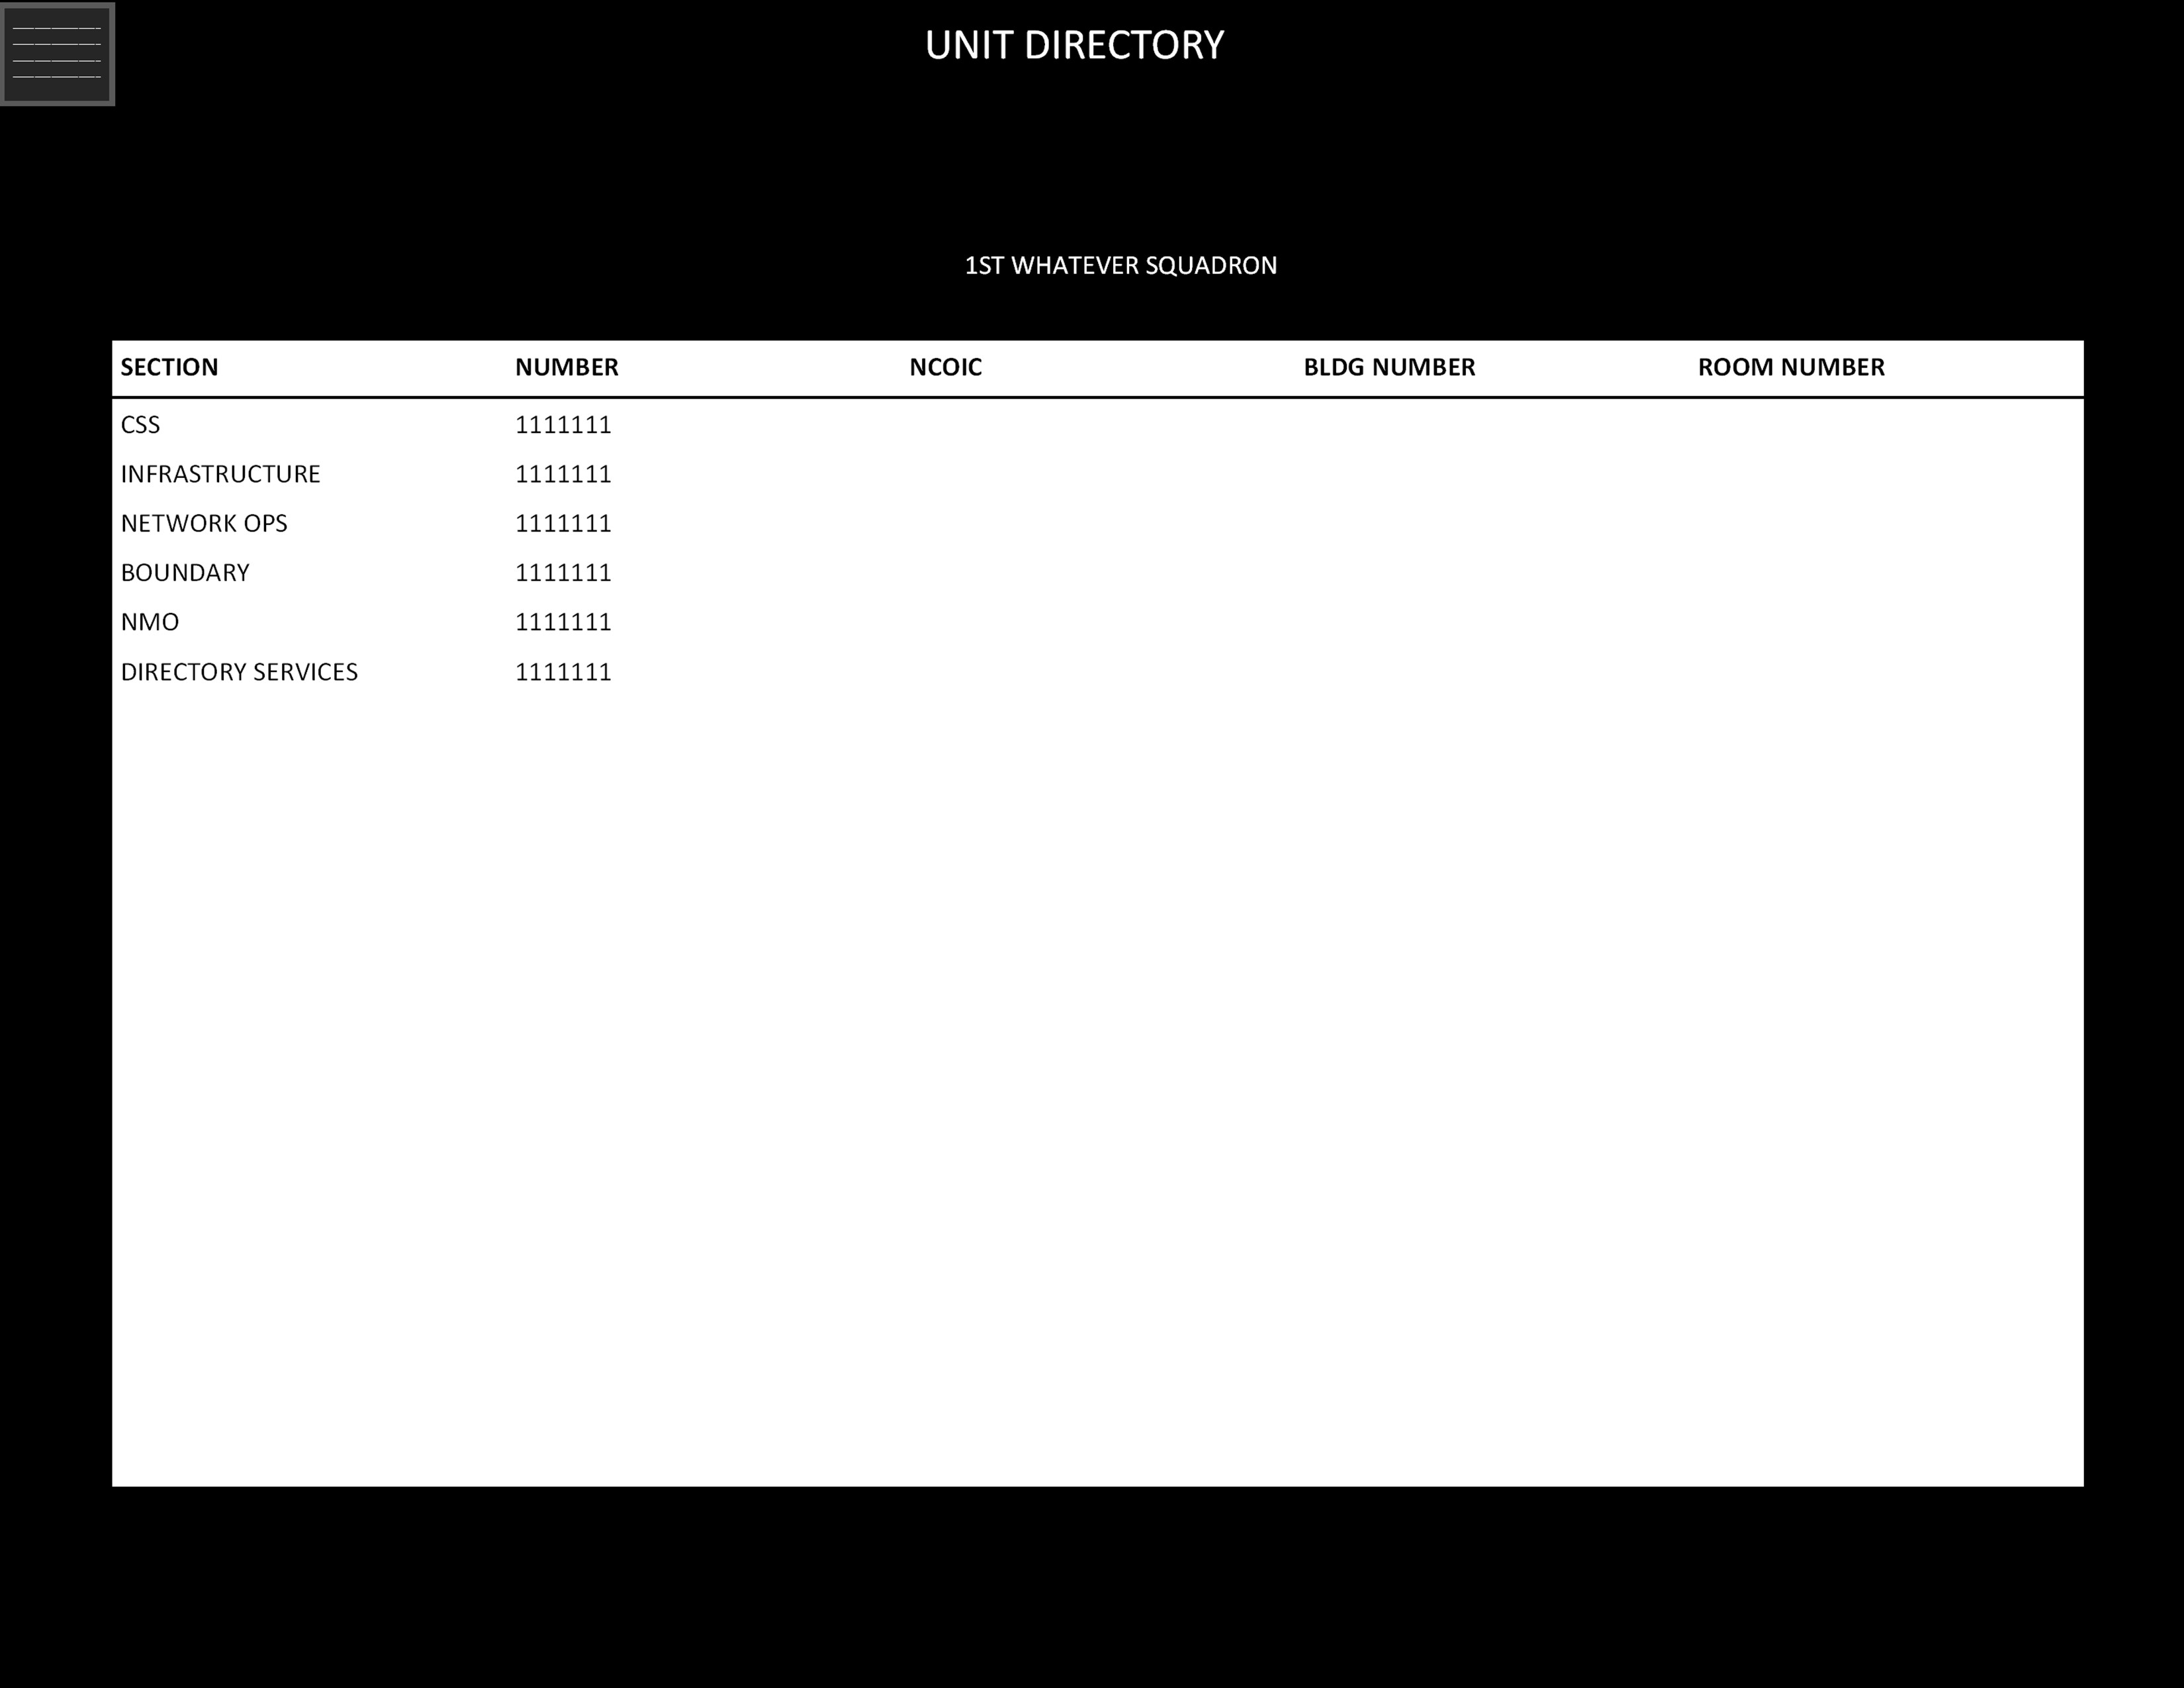 UNIT DIRECTORY
1ST WHATEVER SQUADRON
SECTION NUMBER NCOIC BLDG NUMBER ROOM NUMBER
CSS 1111111
INFRASTRUCTURE 1111111
NETWORK OPS 1111111
BOUNDARY 1111111
NMO 1111111
DIRECTORY SERVICES 1111111